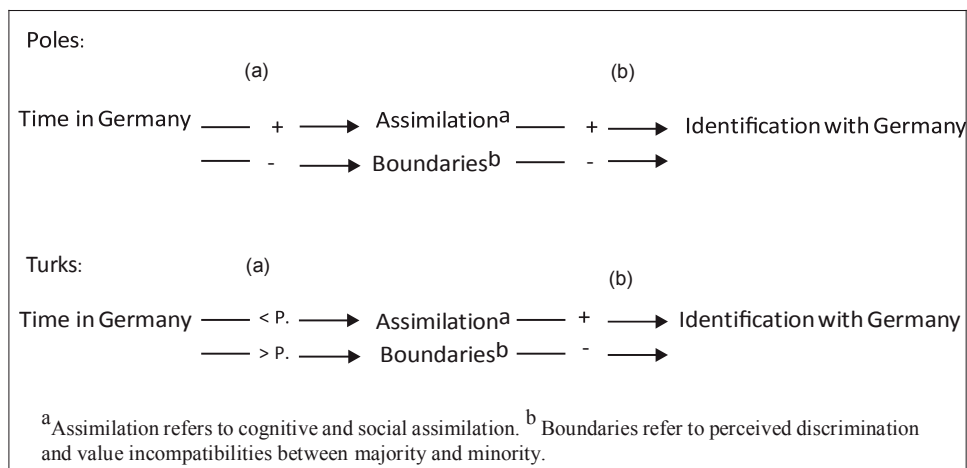 Poles:
(a) (b)
Time in Germany + Assimilationa + Identification with Germany
- Boundariesb -
Turks: (a) (b)
Time in Germany < P. Assimilationa + Identification with Germany
> P. Boundariesb -
aAssimilation refers to cognitive and social assimilation. b Boundaries refer to perceived discrimination
and value incompatibilities between majority and minority.